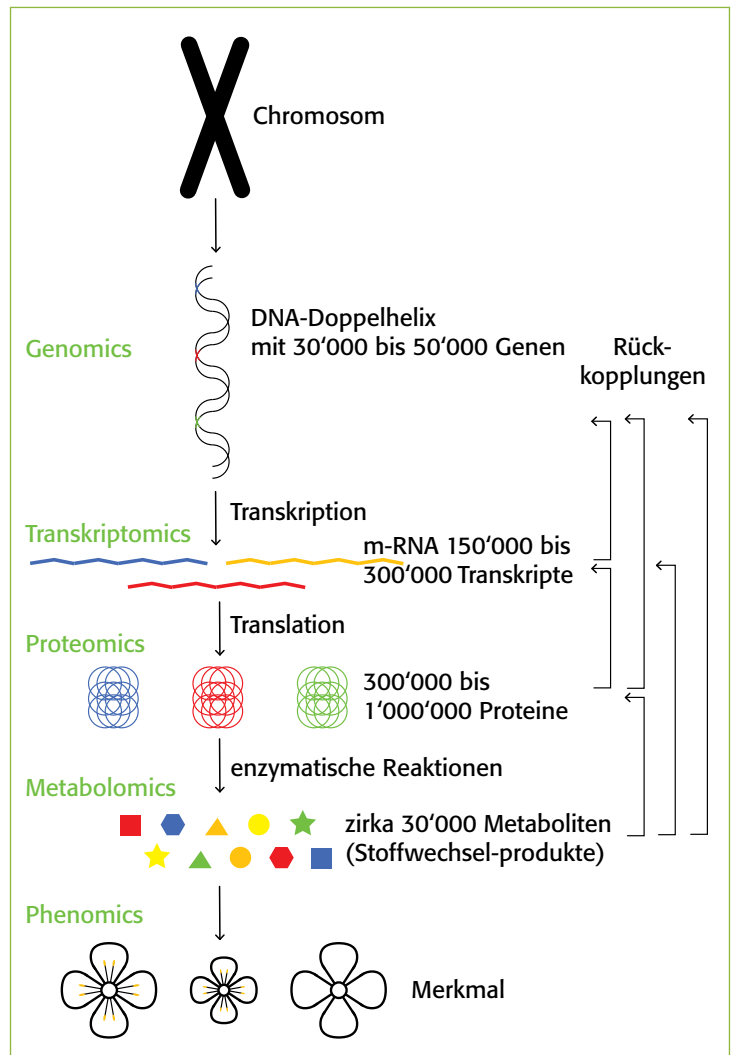 Chromosom
DNA-Doppelhelix
mit 30‘000 bis 50‘000 Genen
Genomics
Rück-
kopplungen
Transkription
Transkriptomics
m-RNA 150‘000 bis
300‘000 Transkripte
Translation
Proteomics
300‘000 bis
1‘000‘000 Proteine
enzymatische Reaktionen
Metabolomics
zirka 30‘000 Metaboliten
(Stoffwechsel-produkte)
Phenomics
Merkmal